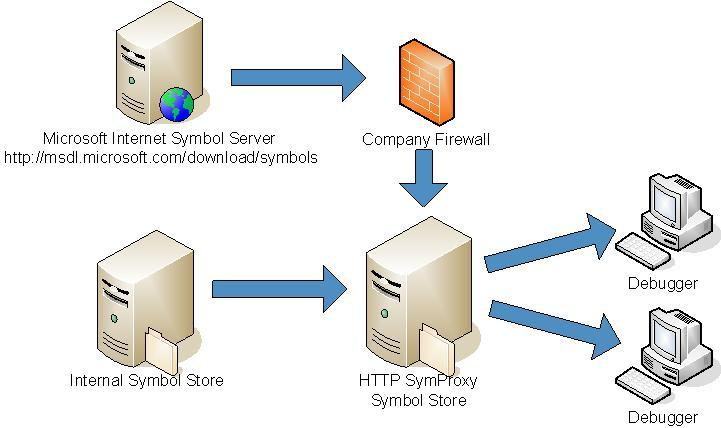 Microsoft Internet Symbol Server
http://msdl.microsoft.com/download/symbols
Company Firewall
Debugger
Internal Symbol Store
HTTP SymProxy
Symbol Store
Debugger